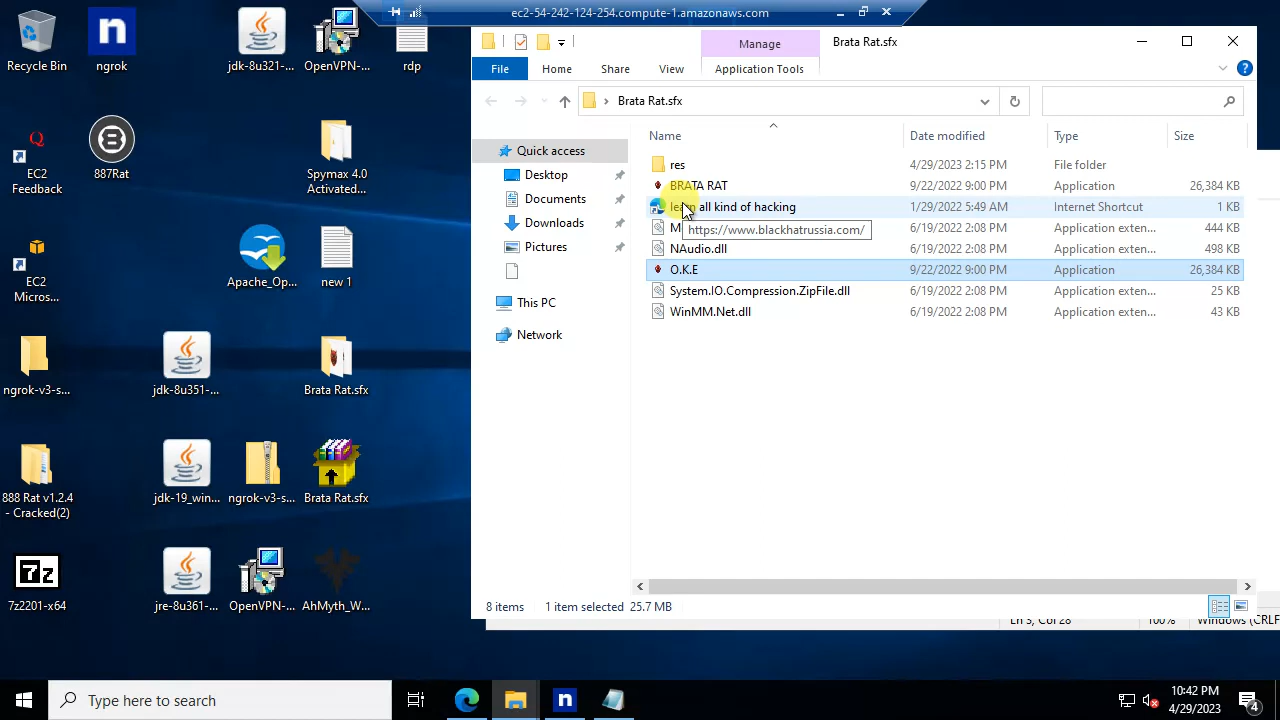 ec2-54-242-124-254.compute-1.amazonaws.com
Recycle Bin
ngrok
jdk-8u321-...
OpenVPN-...
rdp
EC2
Feedback
887Rat
Spymax 4.0
Activated...
EC2
Micros...
Apache_Op...
new 1
ngrok-v3-s...
jdk-8u351-...
Brata Rat.sfx
888 Rat v1.2.4
- Cracked(2)
jdk-19_win...
ngrok-v3-s...
Brata Rat.sfx
7z2201-x64
jre-8u361-...
OpenVPN-...
AhMyth_W...
Manage
Brata Rat.sfx
File
Home
Share
View
Application Tools
Brata Rat.sfx
Quick access
Desktop
Documents
Downloads
Pictures
This PC
Network
Name
Date modified
Type
Size
res
4/29/2023 2:15 PM
File folder
BRATA RAT
9/22/2022 9:00 PM
Application
26,384 KB
all kind of hacking
1/29/2022 5:49 AM
Internet Shortcut
1 KB
https://www.blackhatrussia.com/
M
6/19/2022 2:08 PM
Application exten...
444 KB
NAudio.dll
6/19/2022 2:08 PM
Application exten...
498 KB
O.K.E
9/22/2022 9:00 PM
Application
26,384 KB
System.IO.Compression.ZipFile.dll
6/19/2022 2:08 PM
Application exten...
25 KB
WinMM.Net.dll
6/19/2022 2:08 PM
Application exten...
43 KB
8 items
1 item selected 25.7 MB
100%
Windows (CRLF
Type here to search
10:42 PM
4/29/2023
4